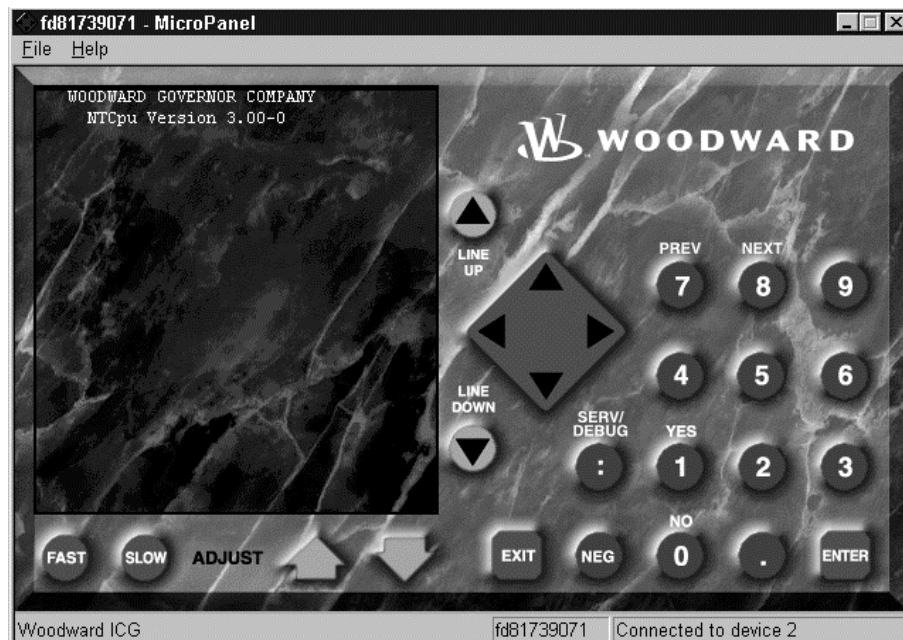 fd81739071 - MicroPanel
File Help
WOODWARD GOVERNOR COMPANY
NTCpu Version 3.00-0
WOODWARD
LINE
UP
PREV NEXT
7 8 9
4 5 6
LINE
DOWN
SERV/
DEBUG YES
: 1 2 3
NO
FAST SLOW ADJUST EXIT NEG 0 . ENTER
Woodward ICG fd81739071 Connected to device 2